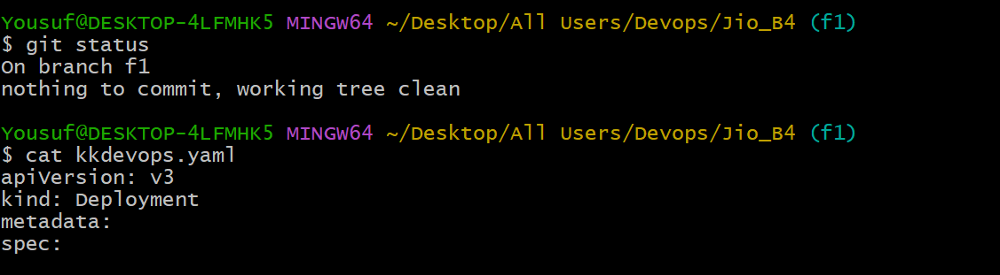 Yousuf@DESKTOP-4LFMHK5 MINGW64 ~/Desktop/All Users/Devops/Jio_B4 (f1)
$ git status
On branch f1
nothing to commit, working tree clean
Yousuf@DESKTOP-4LFMHK5 MINGW64 ~/Desktop/All Users/Devops/Jio_B4 (f1)
$ cat kkdevops.yaml
apiVersion: v3
kind: Deployment
metadata:
spec: